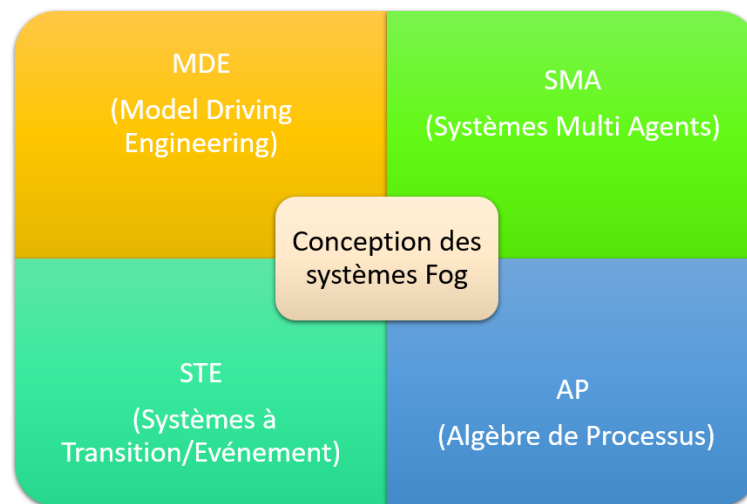 MDE
(Model Driving
Engineering)
SMA
(Systèmes Multi Agents)
Conception des
systèmes Fog
STE
(Systèmes à
Transition/Evénement)
AP
(Algèbre de Processus)